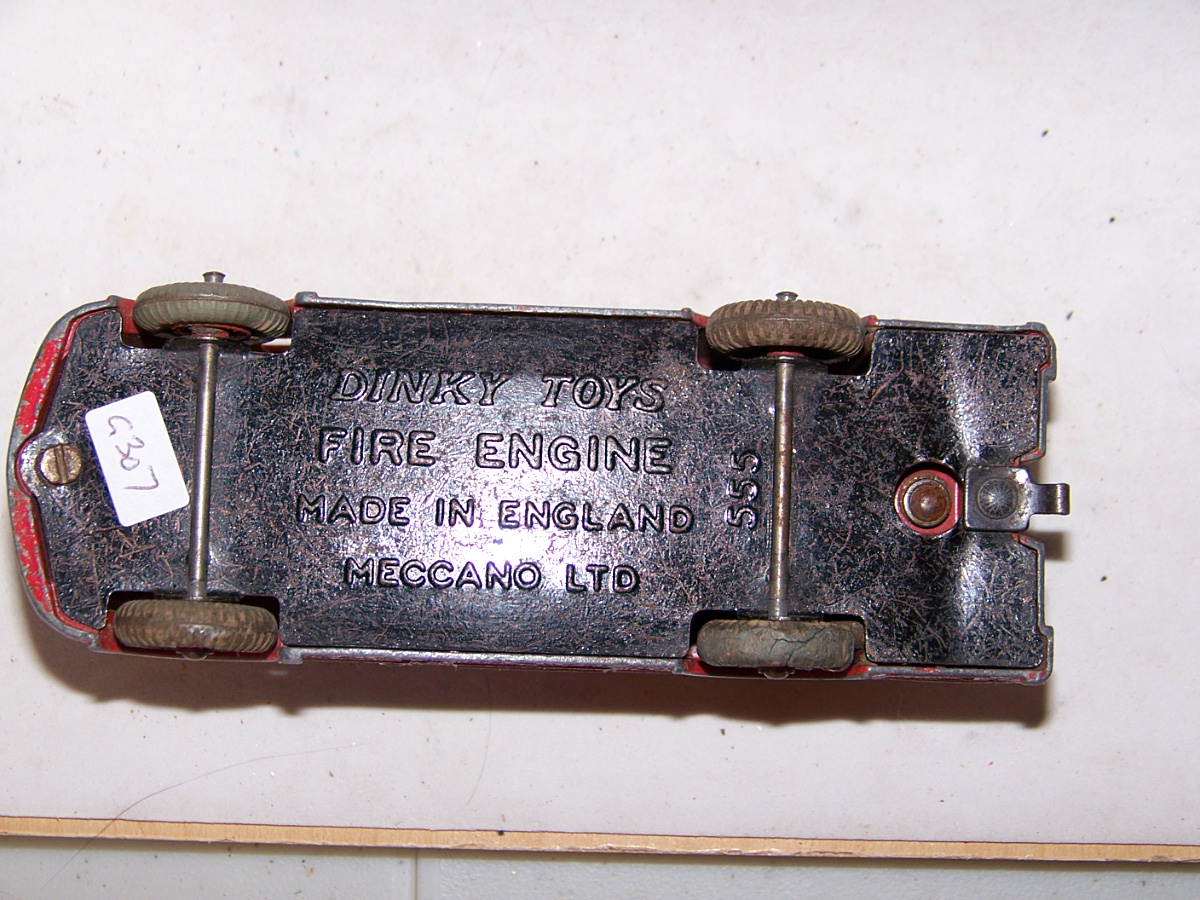 DINKY TOYS
FIRE ENGINE
MADE IN ENGLAND
MECCANO LTD
555
G307